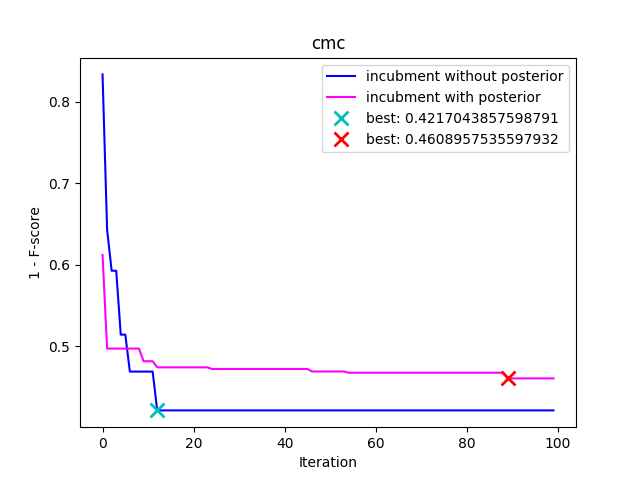 cmc
incubment without posterior
incubment with posterior
best: 0.4217043857598791
best: 0.4608957535597932
1 - F-score
0.8
0.7
0.6
0.5
0
20
40
60
80
100
Iteration